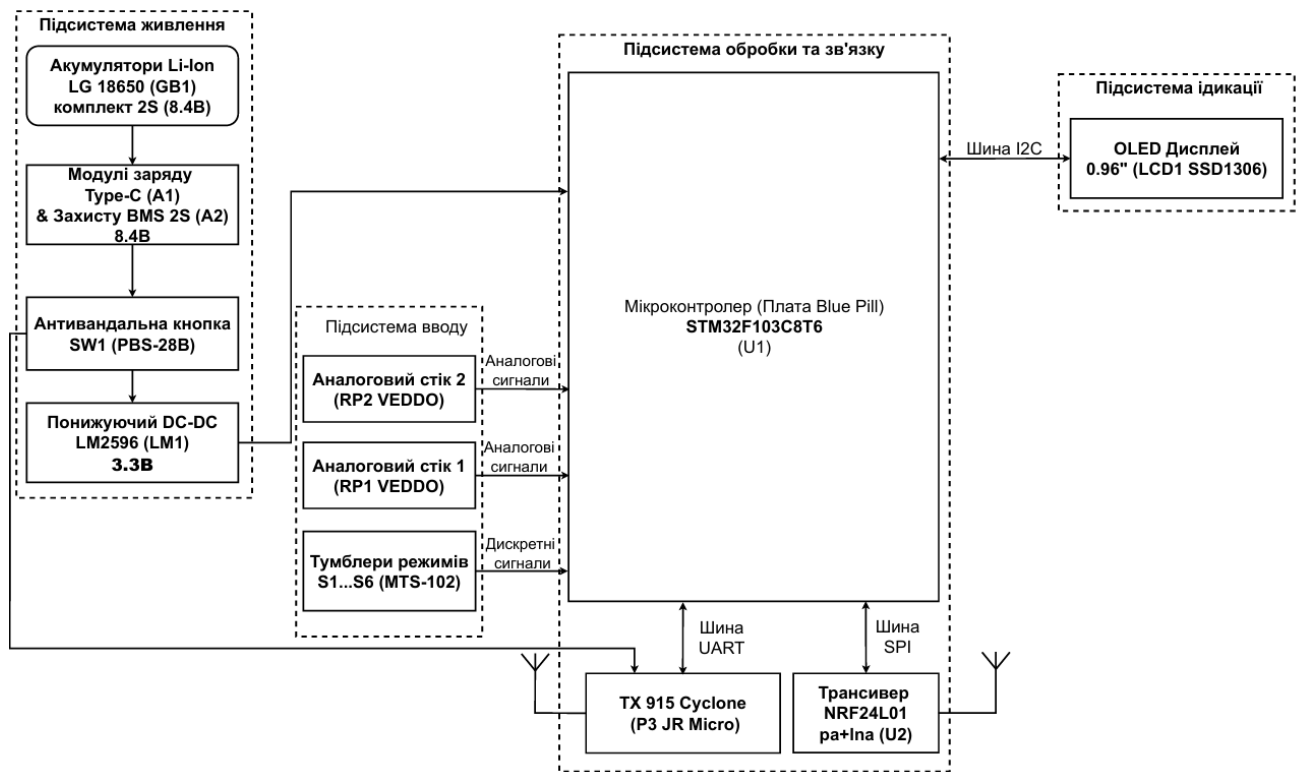 Підсистема живлення
Акумулятори Li-Ion
LG 18650 (GB1)
комплект 2S (8.4В)
Модулі заряду
Type-C (A1)
& Захисту BMS 2S (A2)
8.4В
Антивандальна кнопка
SW1 (PBS-28B)
Понижуючий DC-DC
LM2596 (LM1)
3.3В
Підсистема вводу
Аналоговий стік 2
(RP2 VEDDO)
Аналоговий стік 1
(RP1 VEDDO)
Тумблери режимів
S1...S6 (MTS-102)
Аналогові
сигнали
Аналогові
сигнали
Дискретні
сигнали
Підсистема обробки та зв'язку
Мікроконтролер (Плата Blue Pill)
STM32F103C8T6
(U1)
Шина
UART
Шина
SPI
TX 915 Cyclone
(P3 JR Micro)
Трансивер
NRF24L01
pa+lna (U2)
Шина I2C
Підсистема ідикації
OLED Дисплей
0.96" (LCD1 SSD1306)